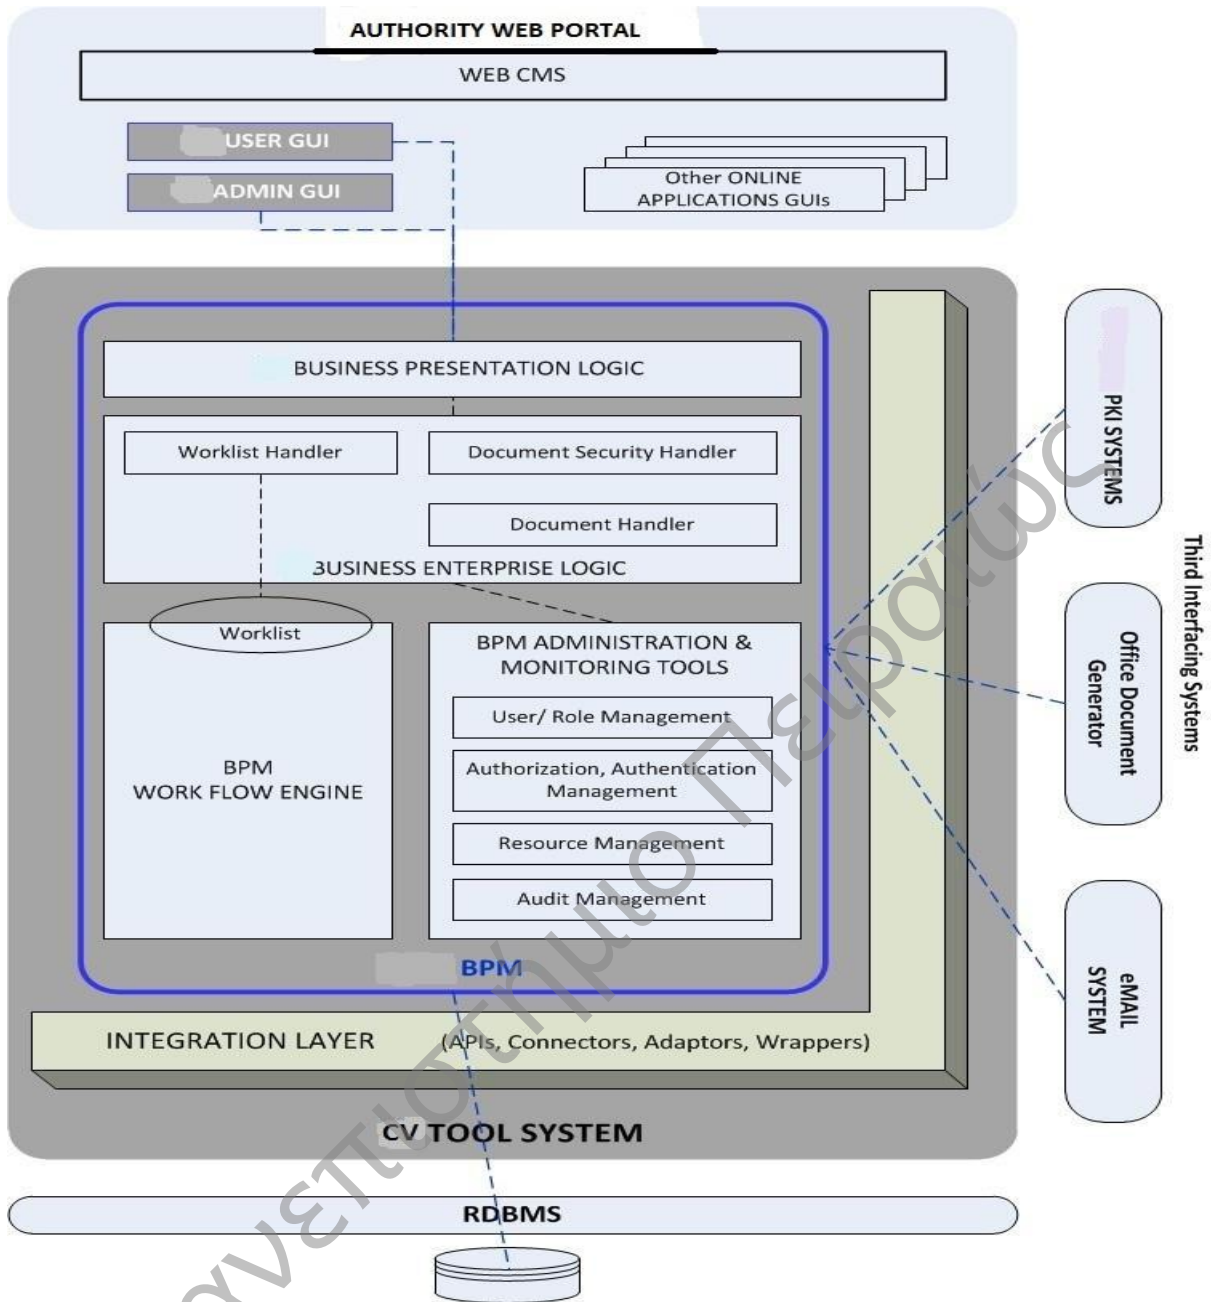 AUTHORITY WEB PORTAL
WEB CMS
USER GUI
ADMIN GUI
Other ONLINE
APPLICATIONS GUIs
BUSINESS PRESENTATION LOGIC
Worklist Handler
Document Security Handler
Document Handler
BUSINESS ENTERPRISE LOGIC
Worklist
BPM
WORK FLOW ENGINE
BPM ADMINISTRATION &
MONITORING TOOLS
User/ Role Management
Authorization, Authentication
Management
Resource Management
Audit Management
BPM
INTEGRATION LAYER (APIs, Connectors, Adaptors, Wrappers)
CV TOOL SYSTEM
RDBMS
PKI SYSTEMS
Office Document
Generator
eMAIL
SYSTEM
Third Interfacing Systems
Πανεπιστήμιο Πειραιώς